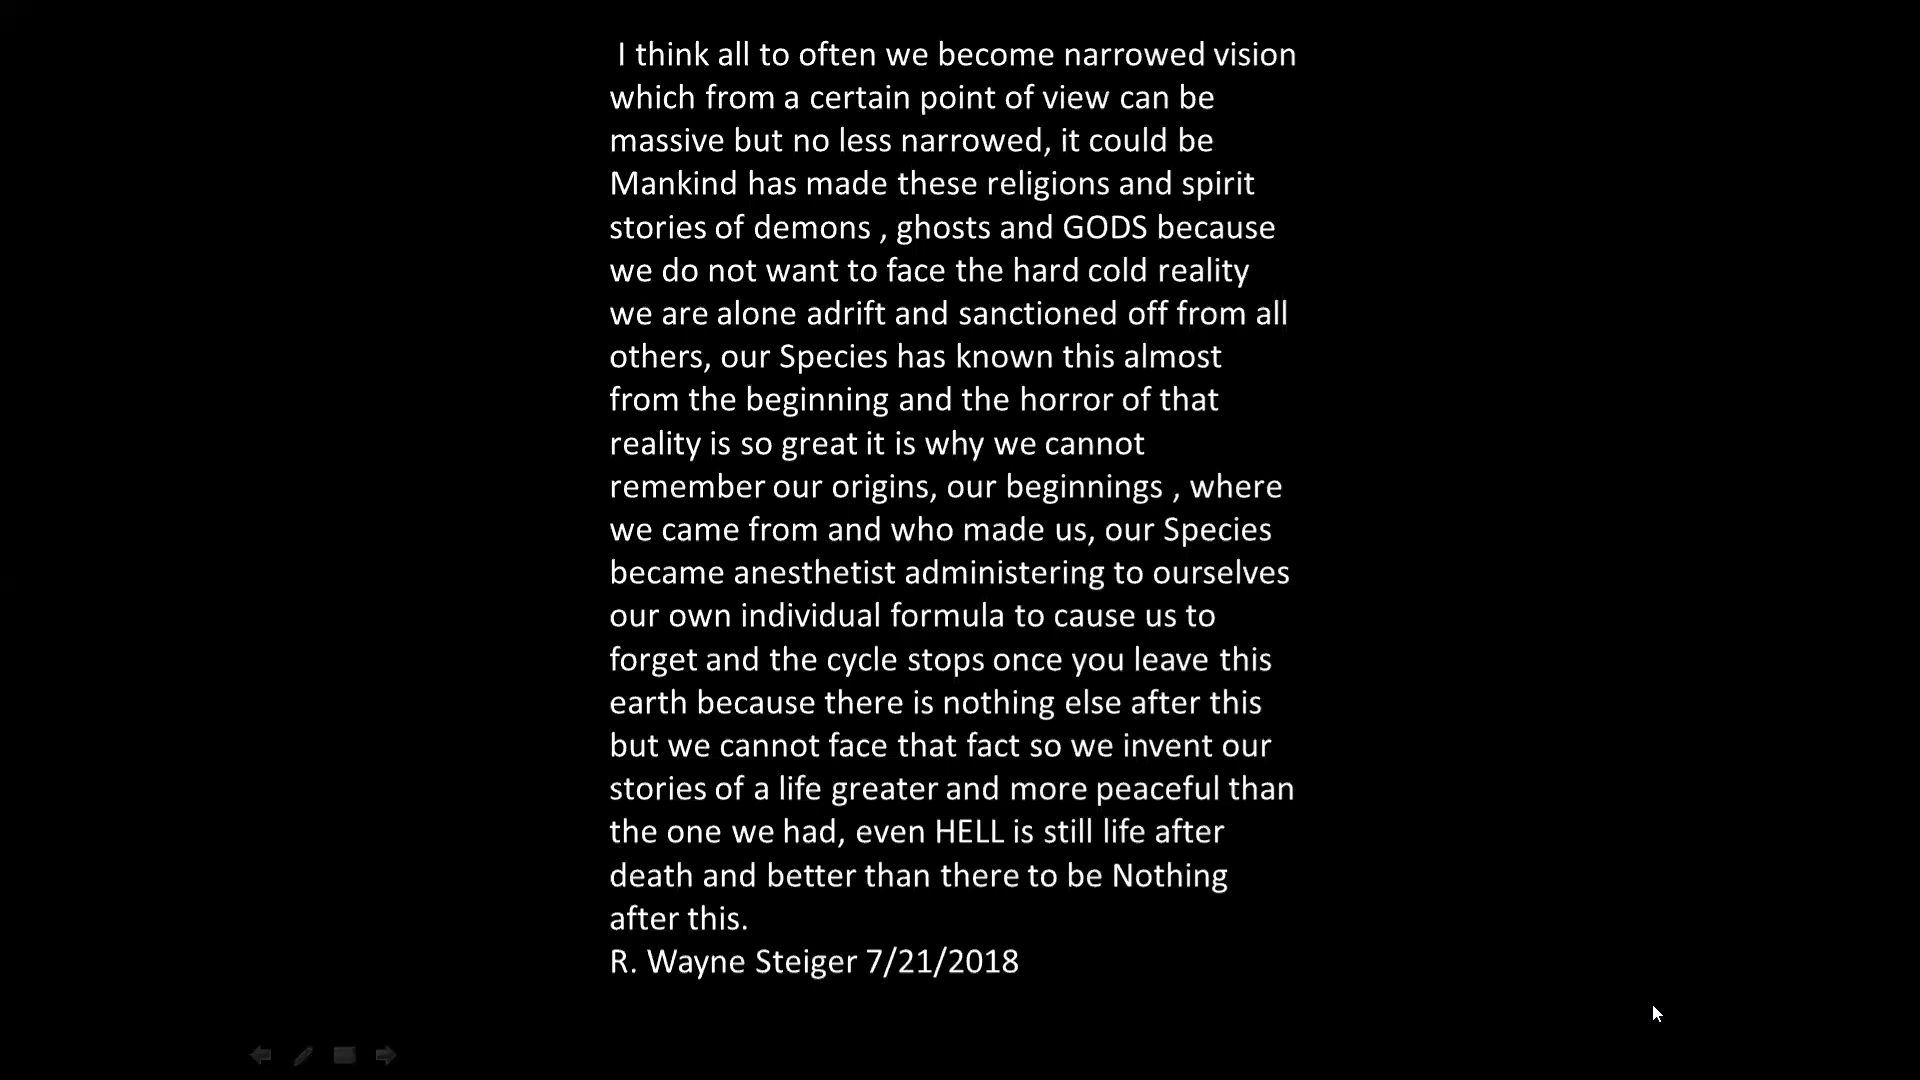 I think all to often we become narrowed vision
which from a certain point of view can be
massive but no less narrowed, it could be
Mankind has made these religions and spirit
stories of demons , ghosts and GODS because
we do not want to face the hard cold reality
we are alone adrift and sanctioned off from all
others, our Species has known this almost
from the beginning and the horror of that
reality is so great it is why we cannot
remember our origins, our beginnings , where
we came from and who made us, our Species
became anesthetist administering to ourselves
our own individual formula to cause us to
forget and the cycle stops once you leave this
earth because there is nothing else after this
but we cannot face that fact so we invent our
stories of a life greater and more peaceful than
the one we had, even HELL is still life after
death and better than there to be Nothing
after this.
R. Wayne Steiger 7/21/2018